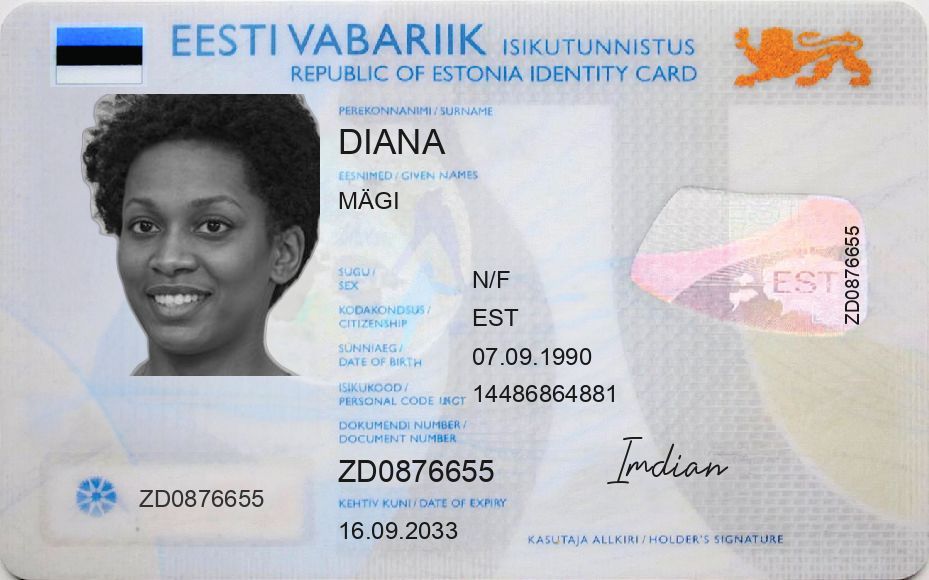 EESTI VABARIIK ISIKUTUNNISTUS
REPUBLIC OF ESTONIA IDENTITY CARD
PEREKONNANIMI / SURNAME
DIANA
EESNIMED / GIVEN NAMES
MÄGI
SUGU /
SEX
N/F
KODAKONDSUS /
CITIZENSHIP
EST
SÜNNIAEG /
DATE OF BIRTH
07.09.1990
ISIKUKOOD /
PERSONAL CODE
14486864881
DOKUMENDI NUMBER /
DOCUMENT NUMBER
ZD0876655
KEHTIV KUNI / DATE OF EXPIRY
16.09.2033
ZD0876655
EST
ZD0876655
Imdian
KASUTAJA ALLKIRI / HOLDER'S SIGNATURE